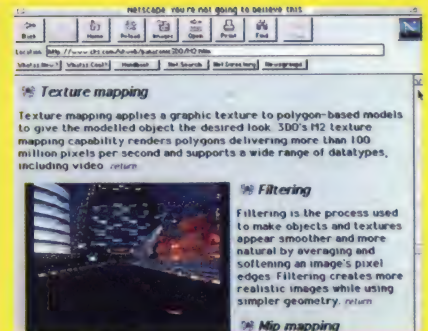 Netscape: You're not going to believe this
Back Home Reload Images Open Print Find
Location:
What's New? What's Cool? Handbook Net Search Net Directory Newsgroups
Texture mapping
Texture mapping applies a graphic texture to polygon-based models
to give the modelled object the desired look. 3DO's M2 texture
mapping capability renders polygons delivering more than 100
million pixels per second and supports a wide range of datatypes,
including video. return
Filtering
Filtering is the process used
to make objects and textures
appear smoother and more
natural by averaging and
softening an image's pixel
edges. Filtering creates more
realistic images while using
simpler geometry. return
Mip mapping